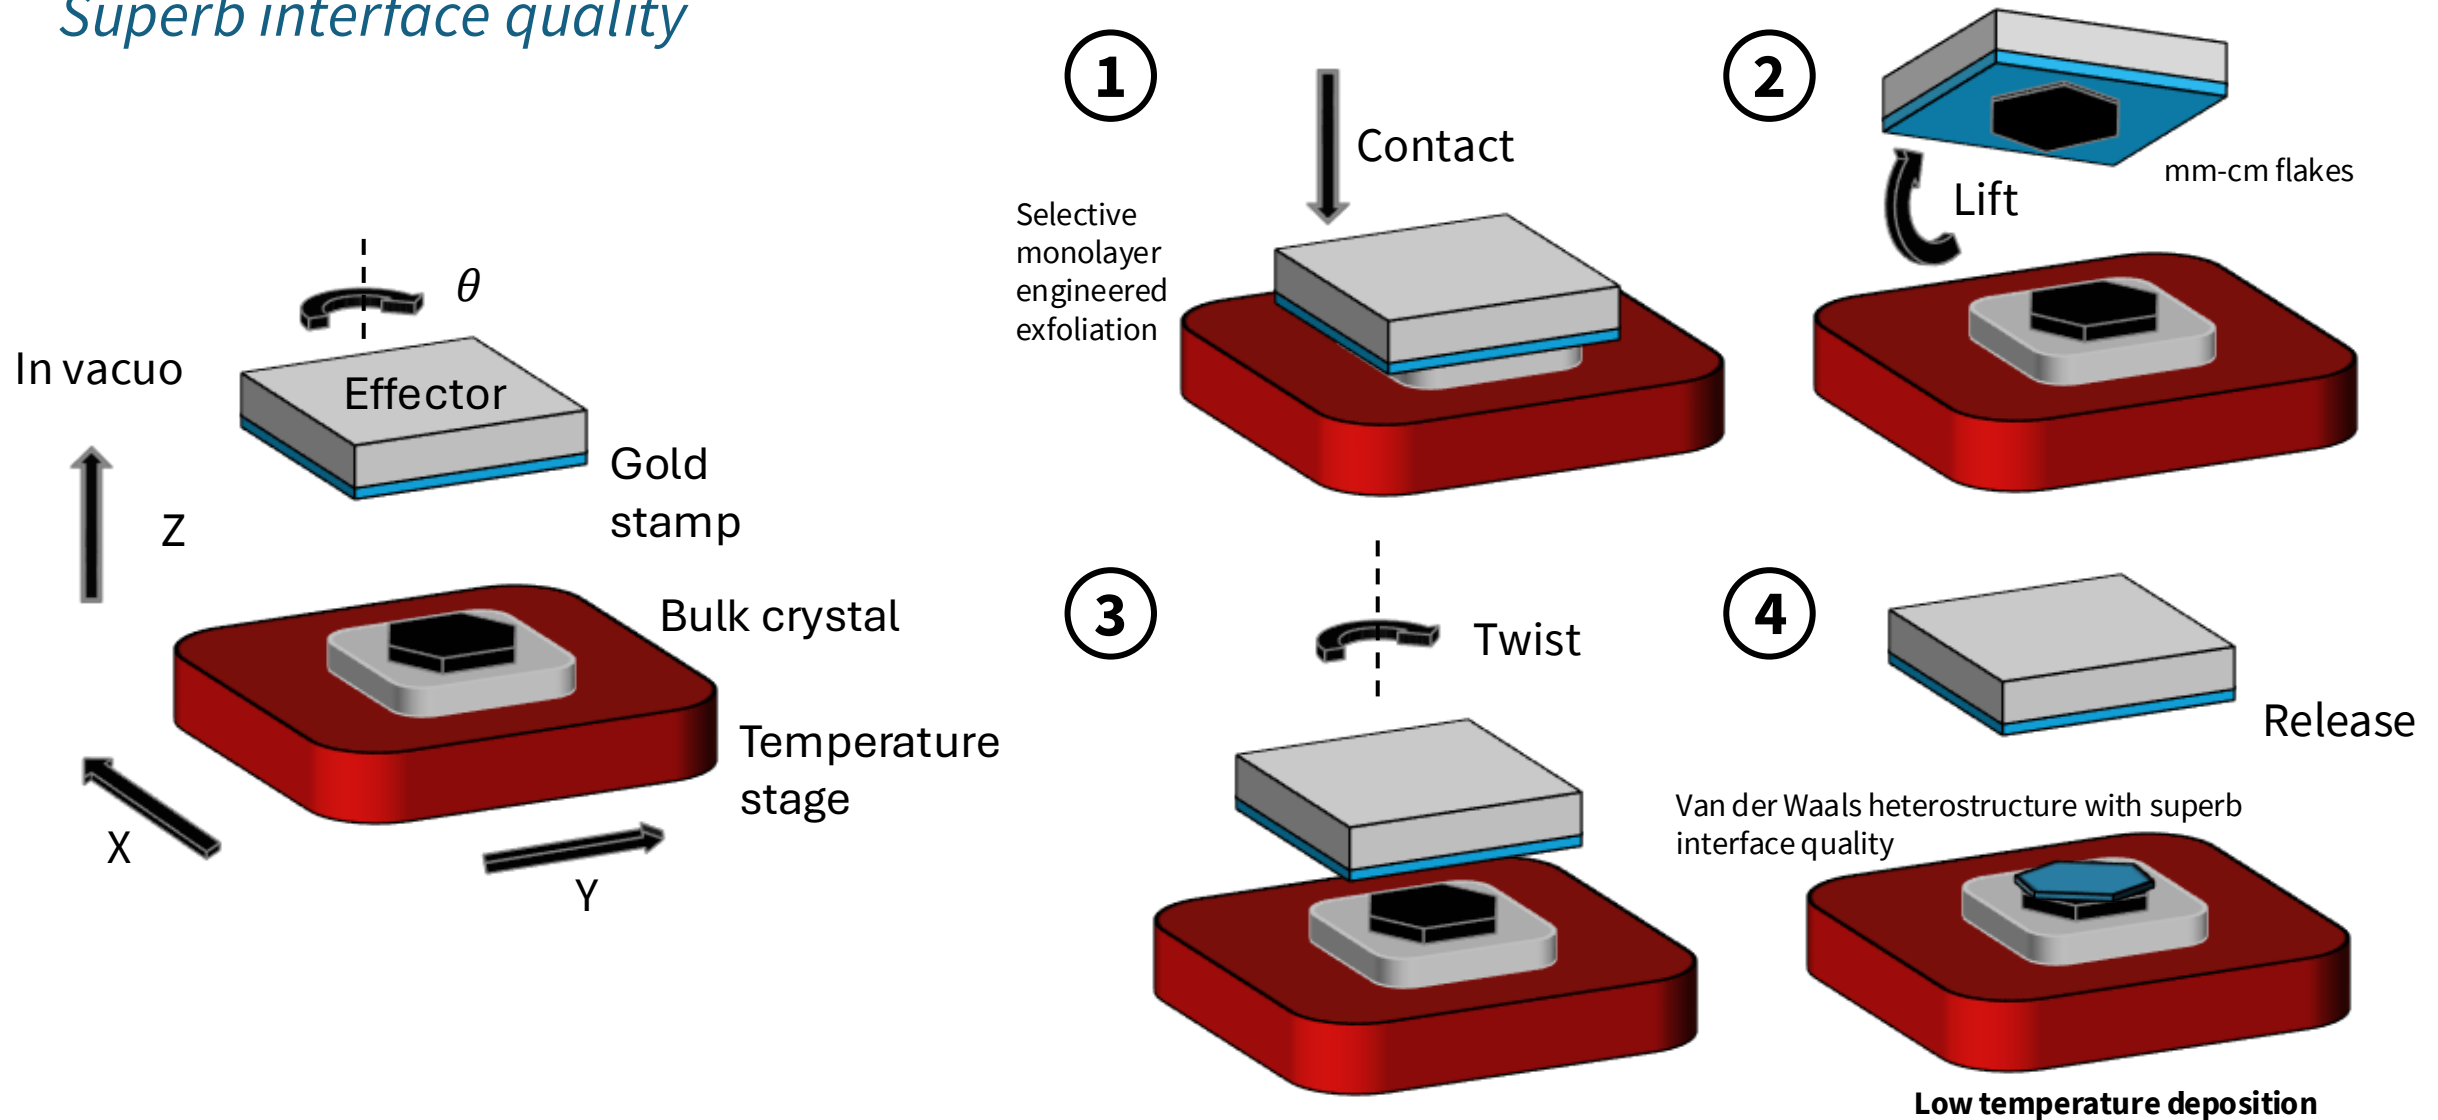 Superb interface quality
θ
In vacuo
Effector
Gold
stamp
Z
Bulk crystal
Temperature
stage
X
Y
1
Contact
Selective
monolayer
engineered
exfoliation
2
Lift
mm-cm flakes
3
Twist
4
Release
Van der Waals heterostructure with superb
interface quality
Low temperature deposition